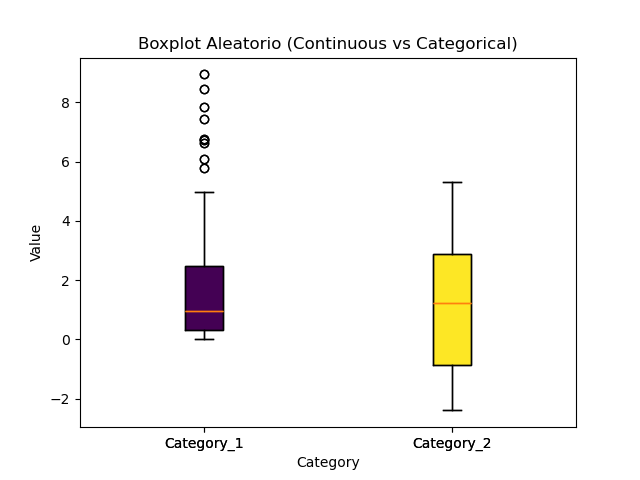 Boxplot Aleatorio (Continuous vs Categorical)
8
6
4
2
0
−2
Value
Category_1
Category_2
Category